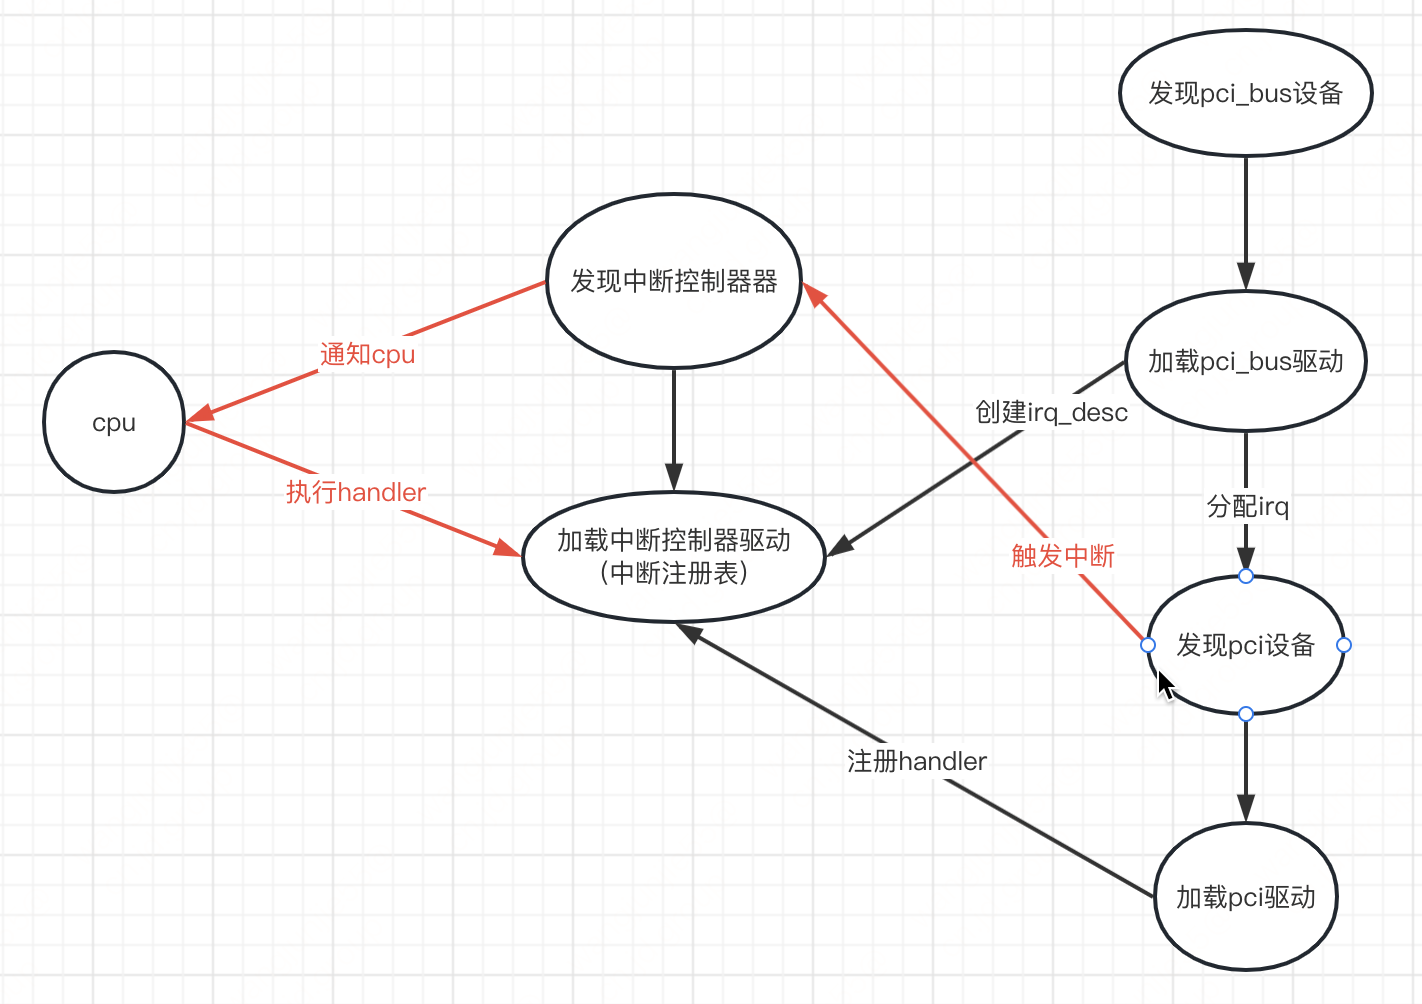 发现pci_bus设备
发现中断控制器器
通知cpu
加载pci_bus驱动
cpu
创建irq_desc
执行handler
分配irq
加载中断控制器驱动
（中断注册表）
触发中断
发现pci设备
注册handler
加载pci驱动